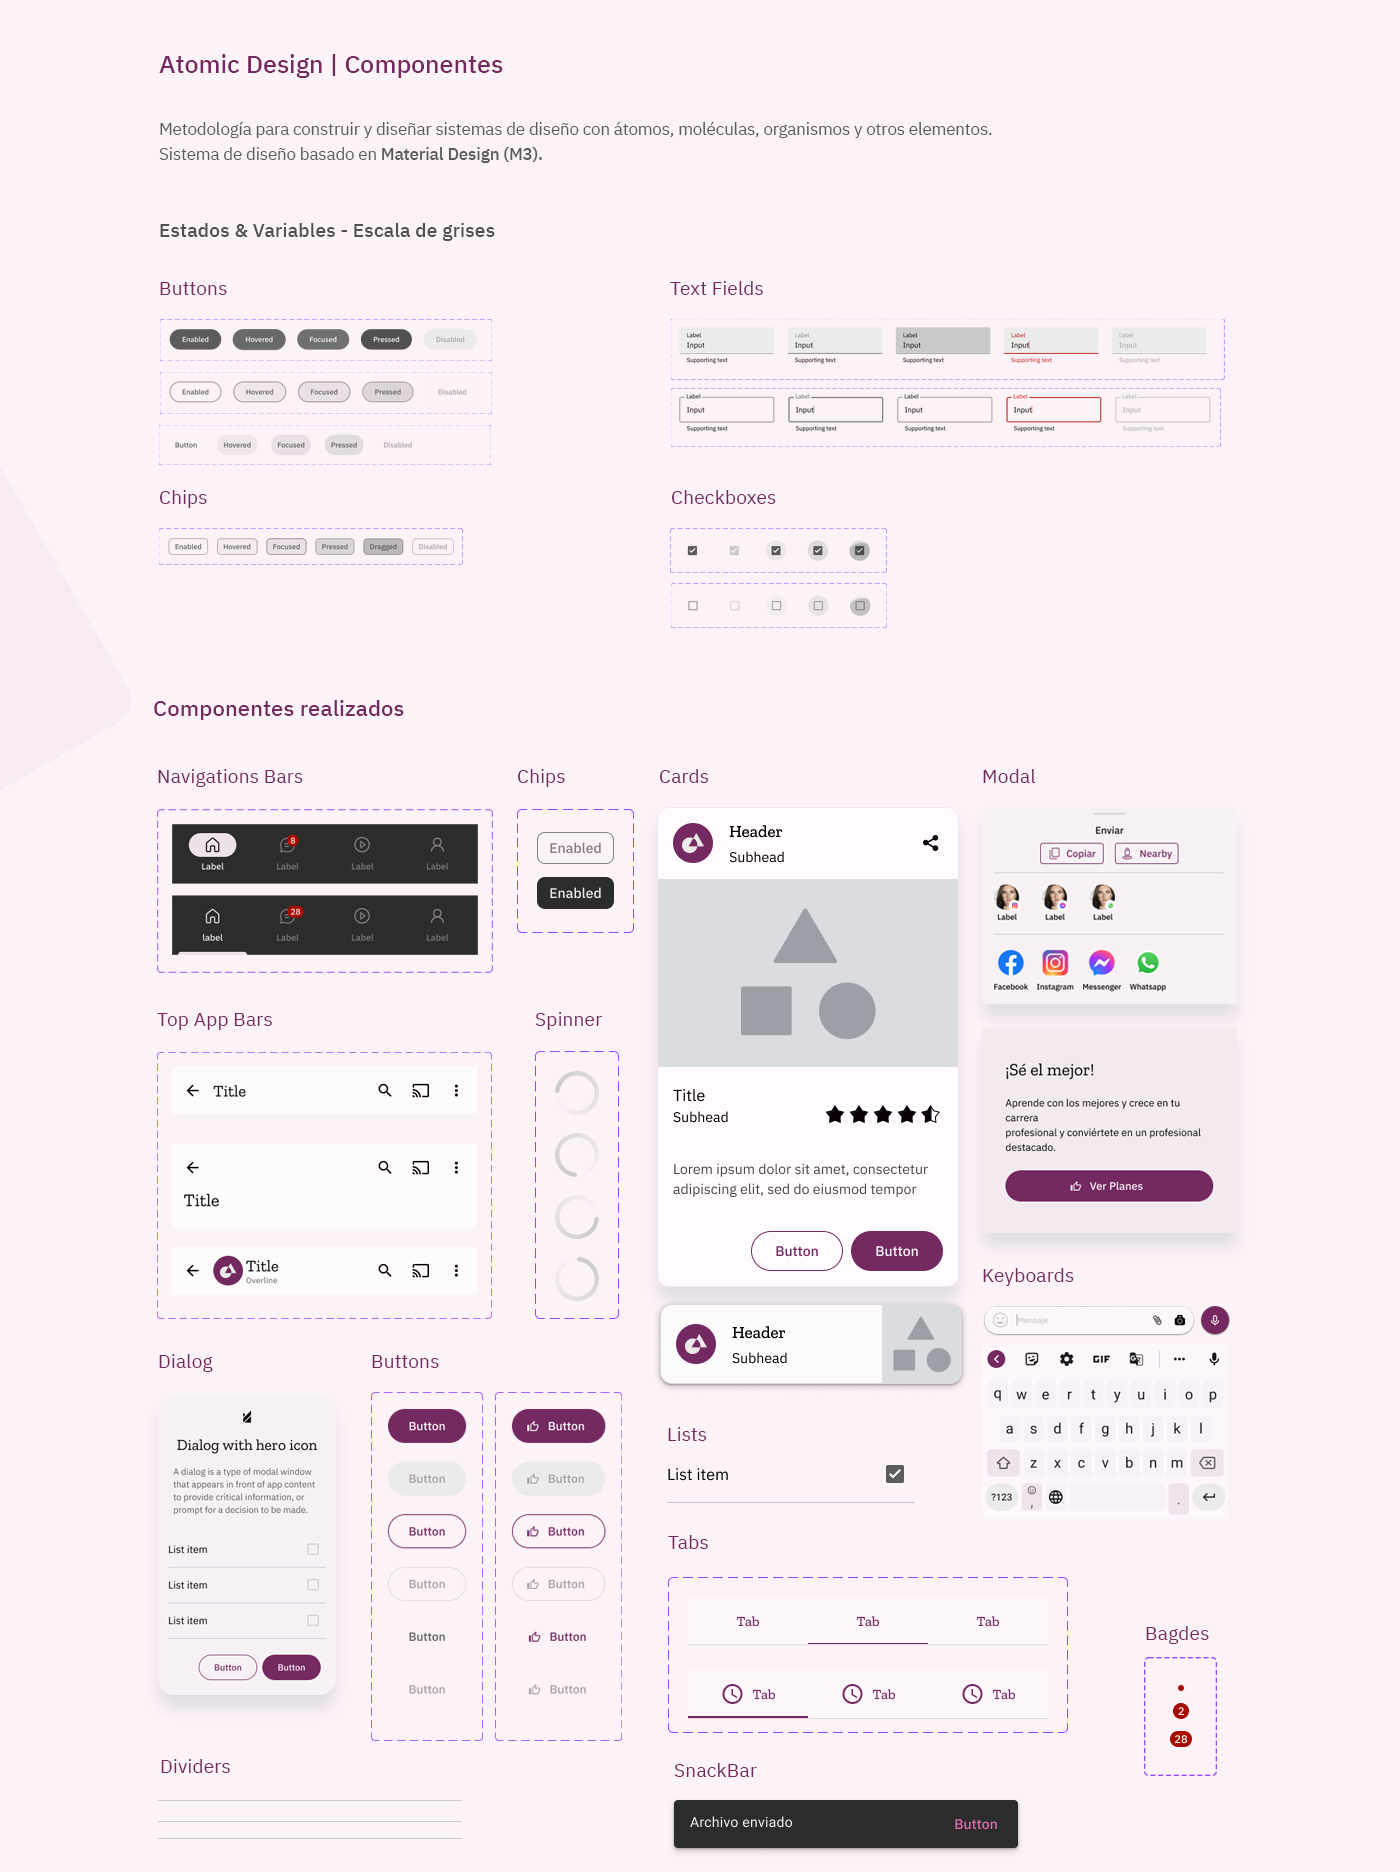 Atomic Design | Componentes
Metodología para construir y diseñar sistemas de diseño con átomos, moléculas, organismos y otros elementos.
Sistema de diseño basado en Material Design (M3).
Estados & Variables - Escala de grises
Buttons
Enabled Hovered Focused Pressed Disabled
Enabled Hovered Focused Pressed Disabled
Button Hovered Focused Pressed Disabled
Text Fields
Label Label Label Label Label
Input Input Input Input Input
Supporting text Supporting text Supporting text Supporting text Supporting text
Label Label Label Label Label
Input Input Input Input Input
Supporting text Supporting text Supporting text Supporting text Supporting text
Chips
Enabled Hovered Focused Pressed Dragged Disabled
Checkboxes
Componentes realizados
Navigations Bars
8
Label Label Label Label
28
label Label Label Label
Chips
Enabled
Enabled
Cards
Header
Subhead
Title
Subhead
Lorem ipsum dolor sit amet, consectetur
adipiscing elit, sed do eiusmod tempor
Button Button
Header
Subhead
Modal
Enviar
Copiar Nearby
Label Label Label
Facebook Instagram Messenger Whatsapp
¡Sé el mejor!
Aprende con los mejores y crece en tu
carrera
profesional y conviértete en un profesional
destacado.
Ver Planes
Top App Bars
Title
Title
Title
Overline
Spinner
Keyboards
Mensaje
GIF
q w e r t y u i o p
a s d f g h j k l
z x c v b n m
?123 , .
Dialog
Dialog with hero icon
A dialog is a type of modal window
that appears in front of app content
to provide critical information, or
prompt for a decision to be made.
List item
List item
List item
Button Button
Buttons
Button Button
Button Button
Button Button
Button Button
Button Button
Button Button
Lists
List item
Tabs
Tab Tab Tab
Tab Tab Tab
Bagdes
2
28
Dividers
SnackBar
Archivo enviado Button